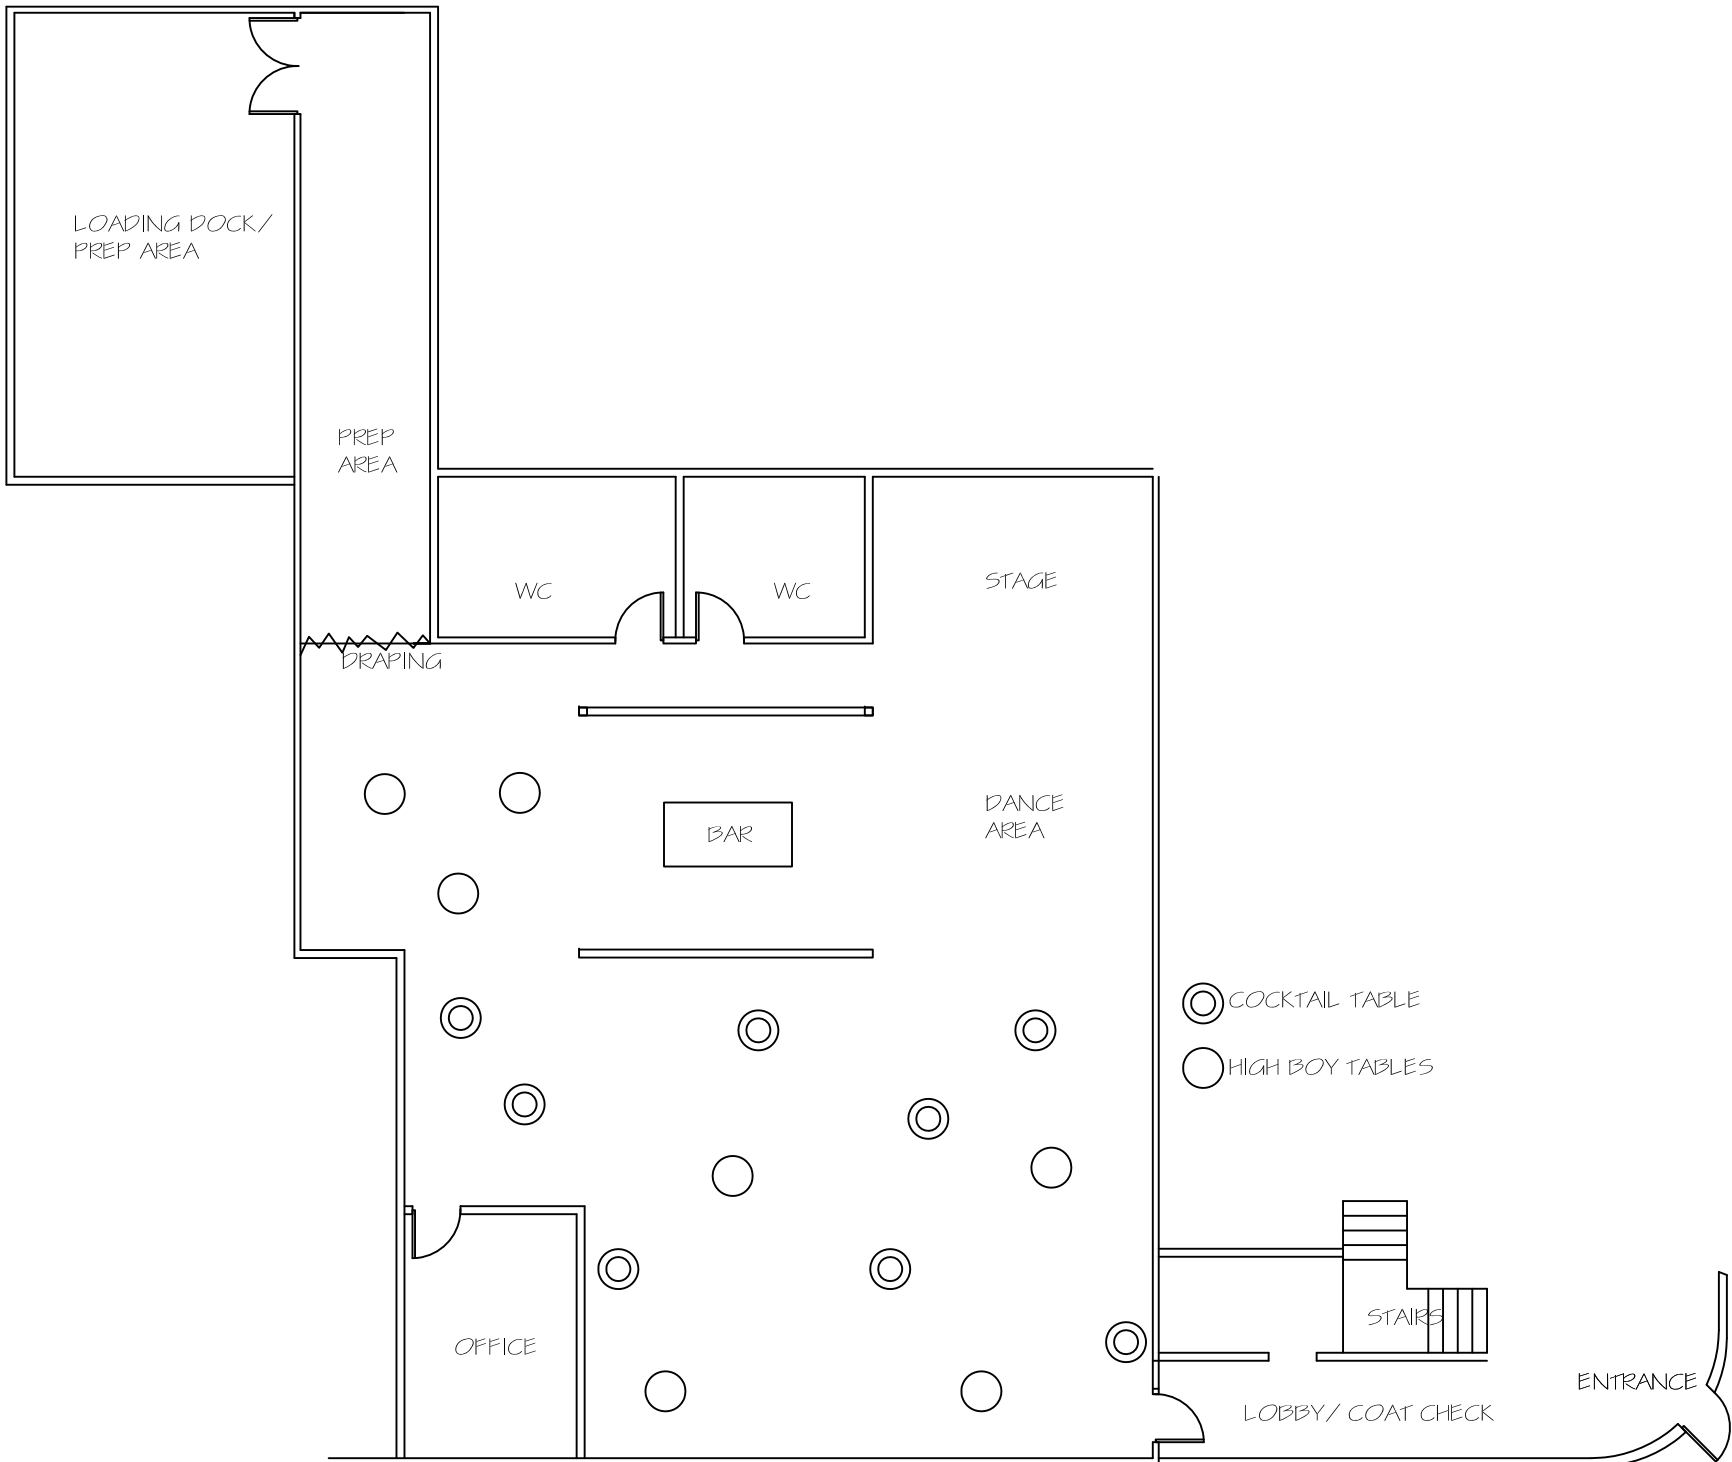 LOADING DOCK/
PREP AREA
PREP
AREA
WC
WC
STAGE
DRAPING
DANCE
AREA
BAR
COCKTAIL TABLE
HIGH BOY TABLES
STAIRS
OFFICE
ENTRANCE
LOBBY/ COAT CHECK